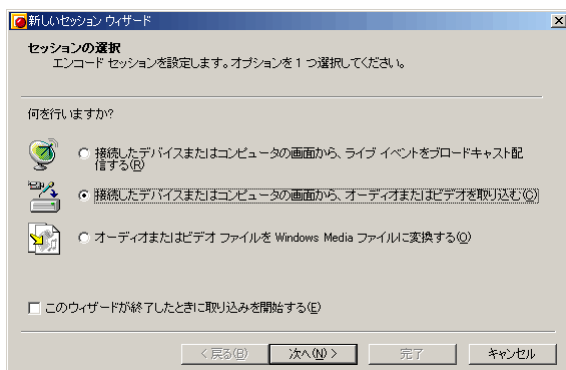 新しいセッション ウィザード
セッションの選択
エンコード セッションを設定します。オプションを 1 つ選択してください。
何を行いますか?
接続したデバイスまたはコンピュータの画面から、ライブ イベントをブロードキャスト配
信する(R)
接続したデバイスまたはコンピュータの画面から、オーディオまたはビデオを取り込む(C)
オーディオまたはビデオ ファイルを Windows Media ファイルに変換する(O)
このウィザードが終了したときに取り込みを開始する(E)
< 戻る(B)
次へ(N) >
完了
キャンセル